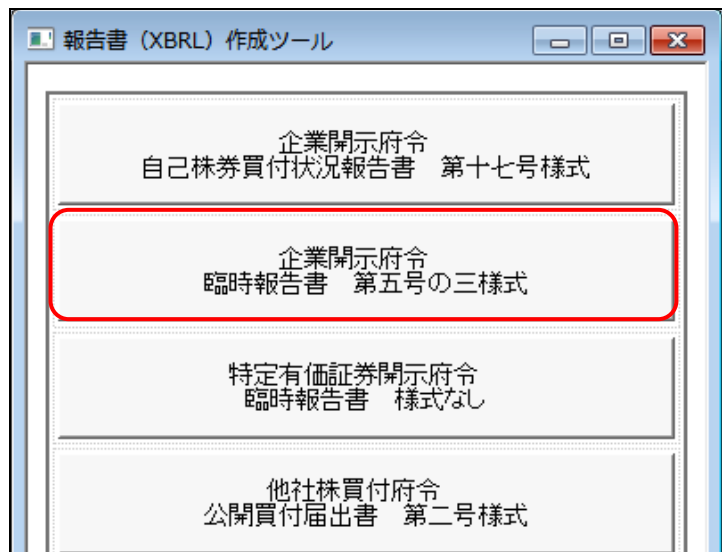 報告書（XBRL）作成ツール
企業開示府令
自己株券買付状況報告書　第十七号様式
企業開示府令
臨時報告書　第五号の三様式
特定有価証券開示府令
臨時報告書　様式なし
他社株買付府令
公開買付届出書　第二号様式